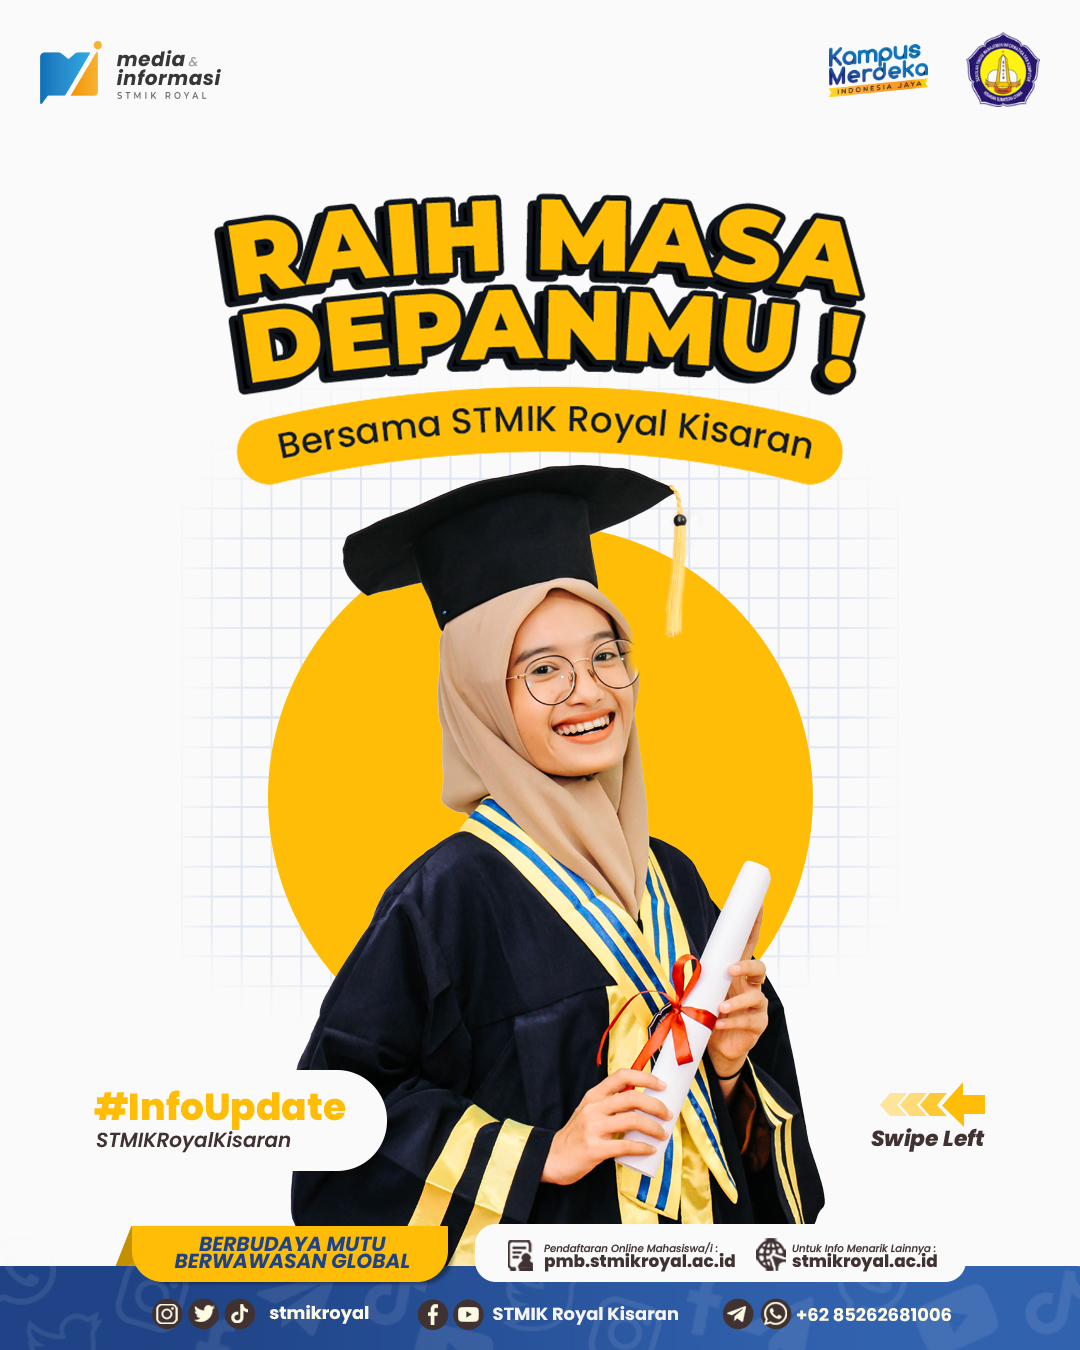 media &
informasi
STMIK ROYAL
Kampus
Merdeka
INDONESIA JAYA
RAIH MASA
DEPANMU !
Bersama STMIK Royal Kisaran
#InfoUpdate
STMIKRoyalKisaran
Swipe Left
BERBUDAYA MUTU
BERWAWASAN GLOBAL
Pendaftaran Online Mahasiswa/i :
pmb.stmikroyal.ac.id
Untuk Info Menarik Lainnya :
stmikroyal.ac.id
stmikroyal
STMIK Royal Kisaran
+62 85262681006